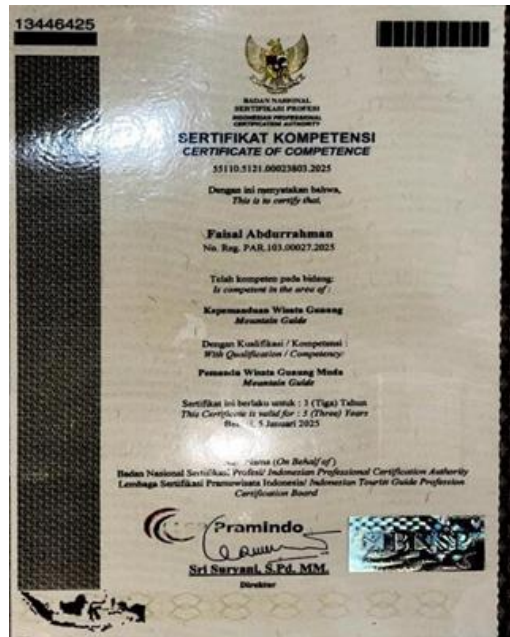 13446425
BADAN NASIONAL
SERTIFIKASI PROFESI
INDONESIAN PROFESSIONAL
CERTIFICATION AUTHORITY
SERTIFIKAT KOMPETENSI
CERTIFICATE OF COMPETENCE
55110.5121.00023803.2025
Dengan ini menyatakan bahwa,
This is to certify that,
Faisal Abdurrahman
No. Reg. PAR.103.00027.2025
Telah kompeten pada bidang:
Is competent in the area of :
Kepemanduan Wisata Gunung
Mountain Guide
Dengan Kualifikasi / Kompetensi :
With Qualification / Competency:
Pemandu Wisata Gunung Muda
Mountain Guide
Sertifikat ini berlaku untuk : 3 (Tiga) Tahun
This Certificate is valid for : 3 (Three) Years
5 Januari 2025
Nama (On Behalf of)
Badan Nasional Sertifikasi Profesi/ Indonesian Professional Certification Authority
Lembaga Sertifikasi Pramuwisata Indonesia/ Indonesian Tourist Guide Profession
Certification Board
Pramindo
Sri Suryani, S.Pd. MM.
Direktur
BNSP